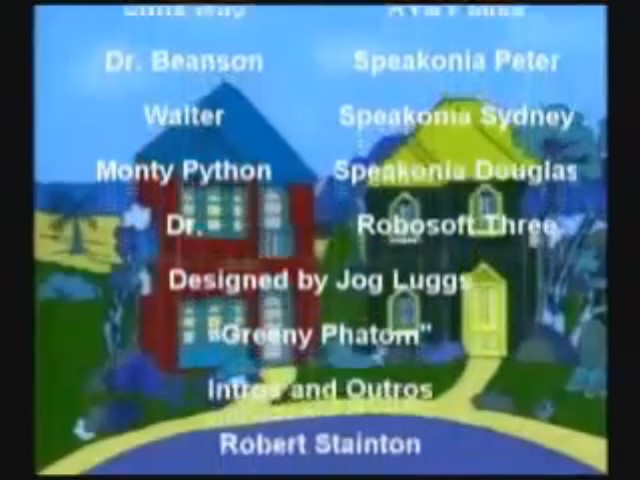 Dr. Beanson Speakonia Peter
Walter Speakonia Sydney
Monty Python Speakonia Douglas
Dr. Robosoft Three
Designed by Jog Luggs
"Greeny Phatom"
Intros and Outros
Robert Stainton